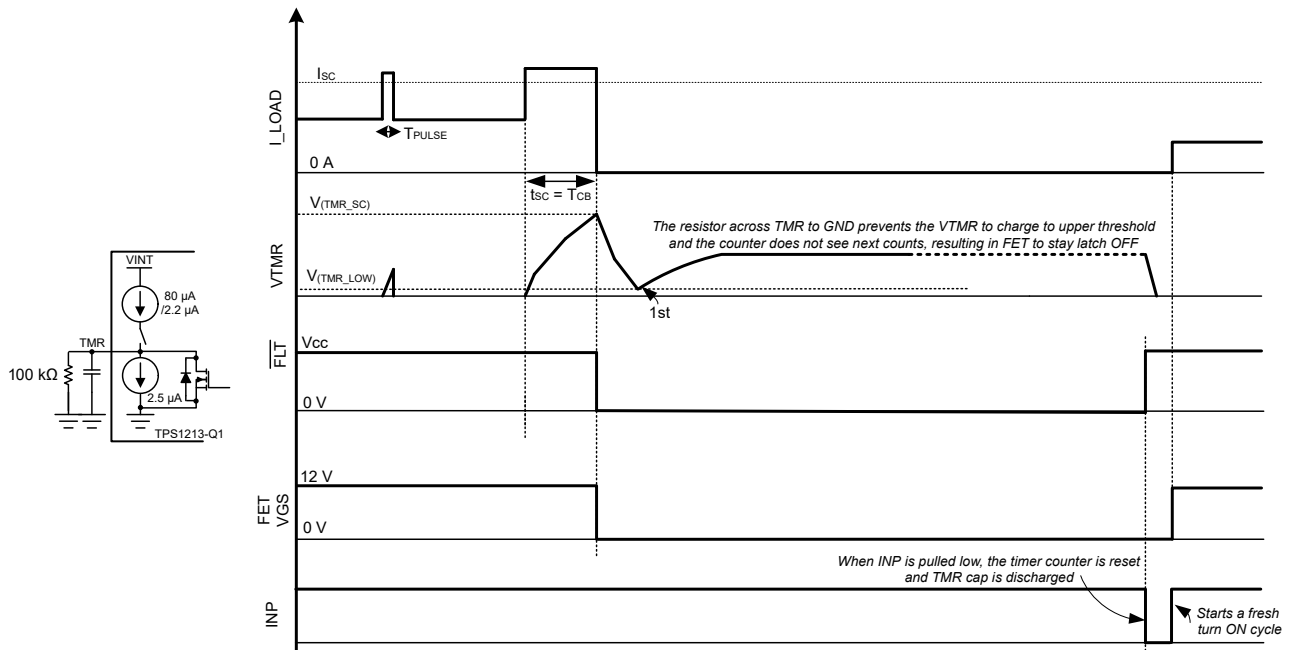 I_LOAD
ISC
TPULSE
0 A
tSC = TCB
VTMR
V(TMR_SC)
The resistor across TMR to GND prevents the VTMR to charge to upper threshold
and the counter does not see next counts, resulting in FET to stay latch OFF
V(TMR_LOW)
1st
VINT
80 µA
/2.2 µA
TMR
100 kΩ
2.5 µA
TPS1213-Q1
FLT
Vcc
0 V
FET
VGS
12 V
0 V
When INP is pulled low, the timer counter is reset
and TMR cap is discharged
INP
Starts a fresh
turn ON cycle